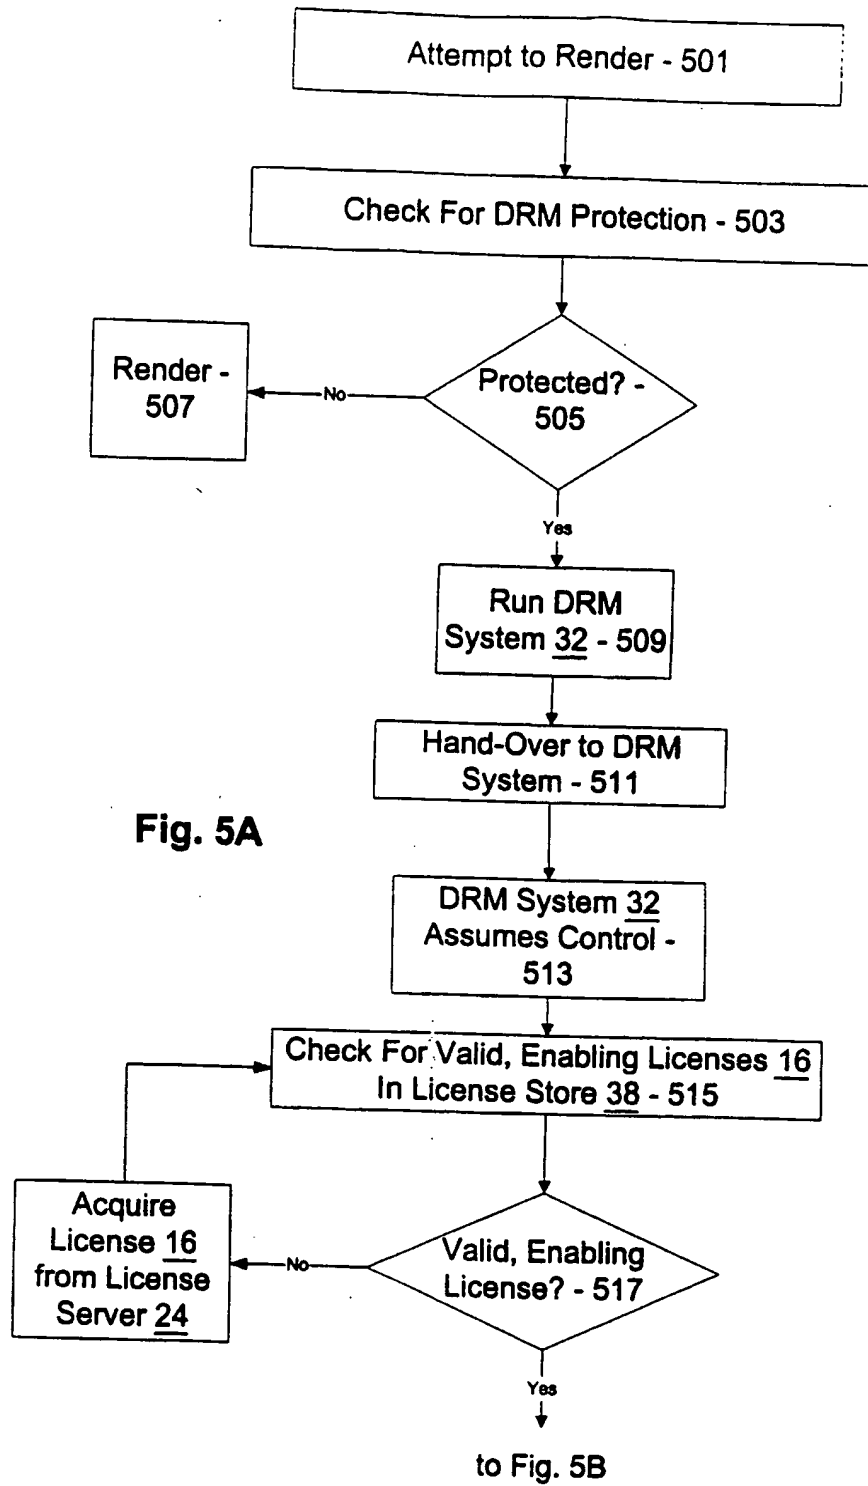 Attempt to Render - 501
Check For DRM Protection - 503
Render -
507
No
Protected? -
505
Yes
Run DRM
System 32 - 509
Hand-Over to DRM
System - 511
Fig. 5A
DRM System 32
Assumes Control -
513
Check For Valid, Enabling Licenses 16
In License Store 38 - 515
Acquire
License 16
from License
Server 24
No
Valid, Enabling
License? - 517
Yes
to Fig. 5B